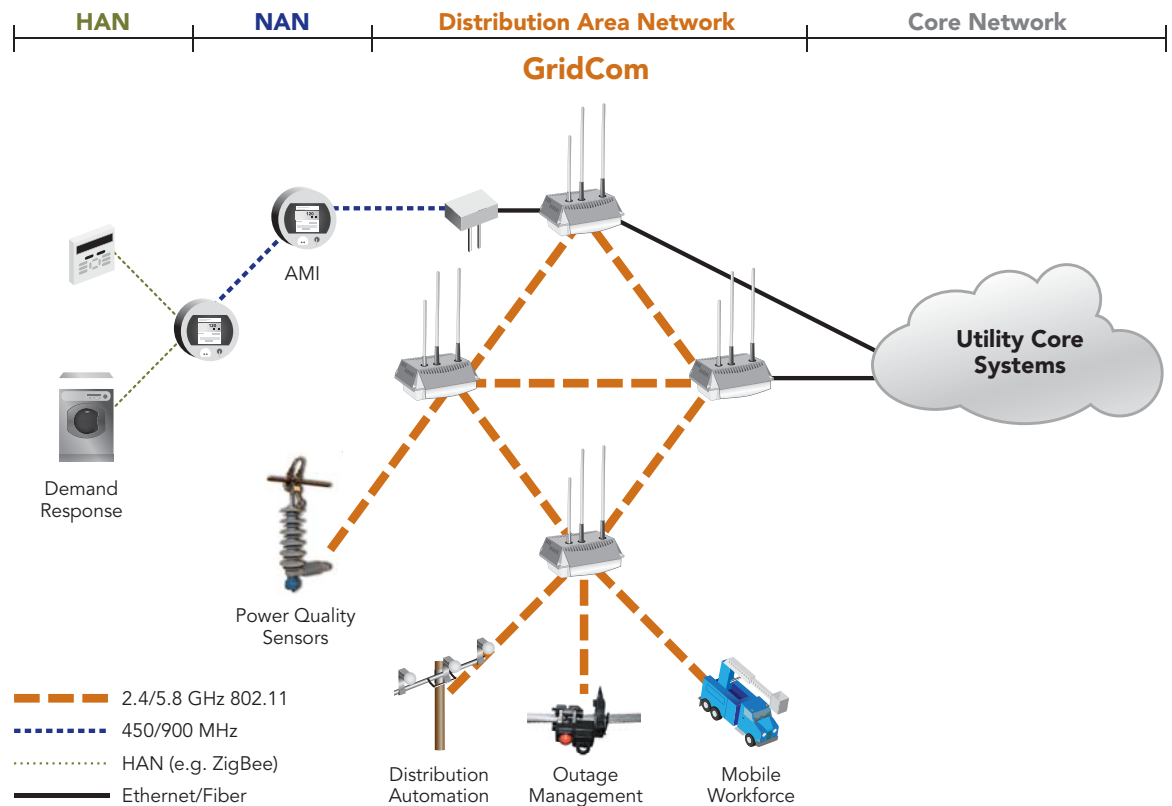 HAN
NAN
Distribution Area Network
Core Network
GridCom
AMI
Utility Core
Systems
Demand
Response
Power Quality
Sensors
2.4/5.8 GHz 802.11
450/900 MHz
HAN (e.g. ZigBee)
Ethernet/Fiber
Distribution
Automation
Outage
Management
Mobile
Workforce